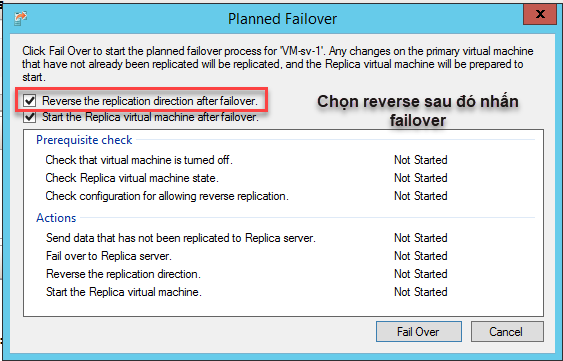 Planned Failover
x
Click Fail Over to start the planned failover process for 'VM-sv-1'. Any changes on the primary virtual machine
that have not already been replicated will be replicated, and the Replica virtual machine will be prepared to
start.
Reverse the replication direction after failover.
Start the Replica virtual machine after failover.
Chọn reverse sau đó nhấn
failover
Prerequisite check
Check that virtual machine is turned off. Not Started
Check Replica virtual machine state. Not Started
Check configuration for allowing reverse replication. Not Started
Actions
Send data that has not been replicated to Replica server. Not Started
Fail over to Replica server. Not Started
Reverse the replication direction. Not Started
Start the Replica virtual machine. Not Started
Fail Over Cancel